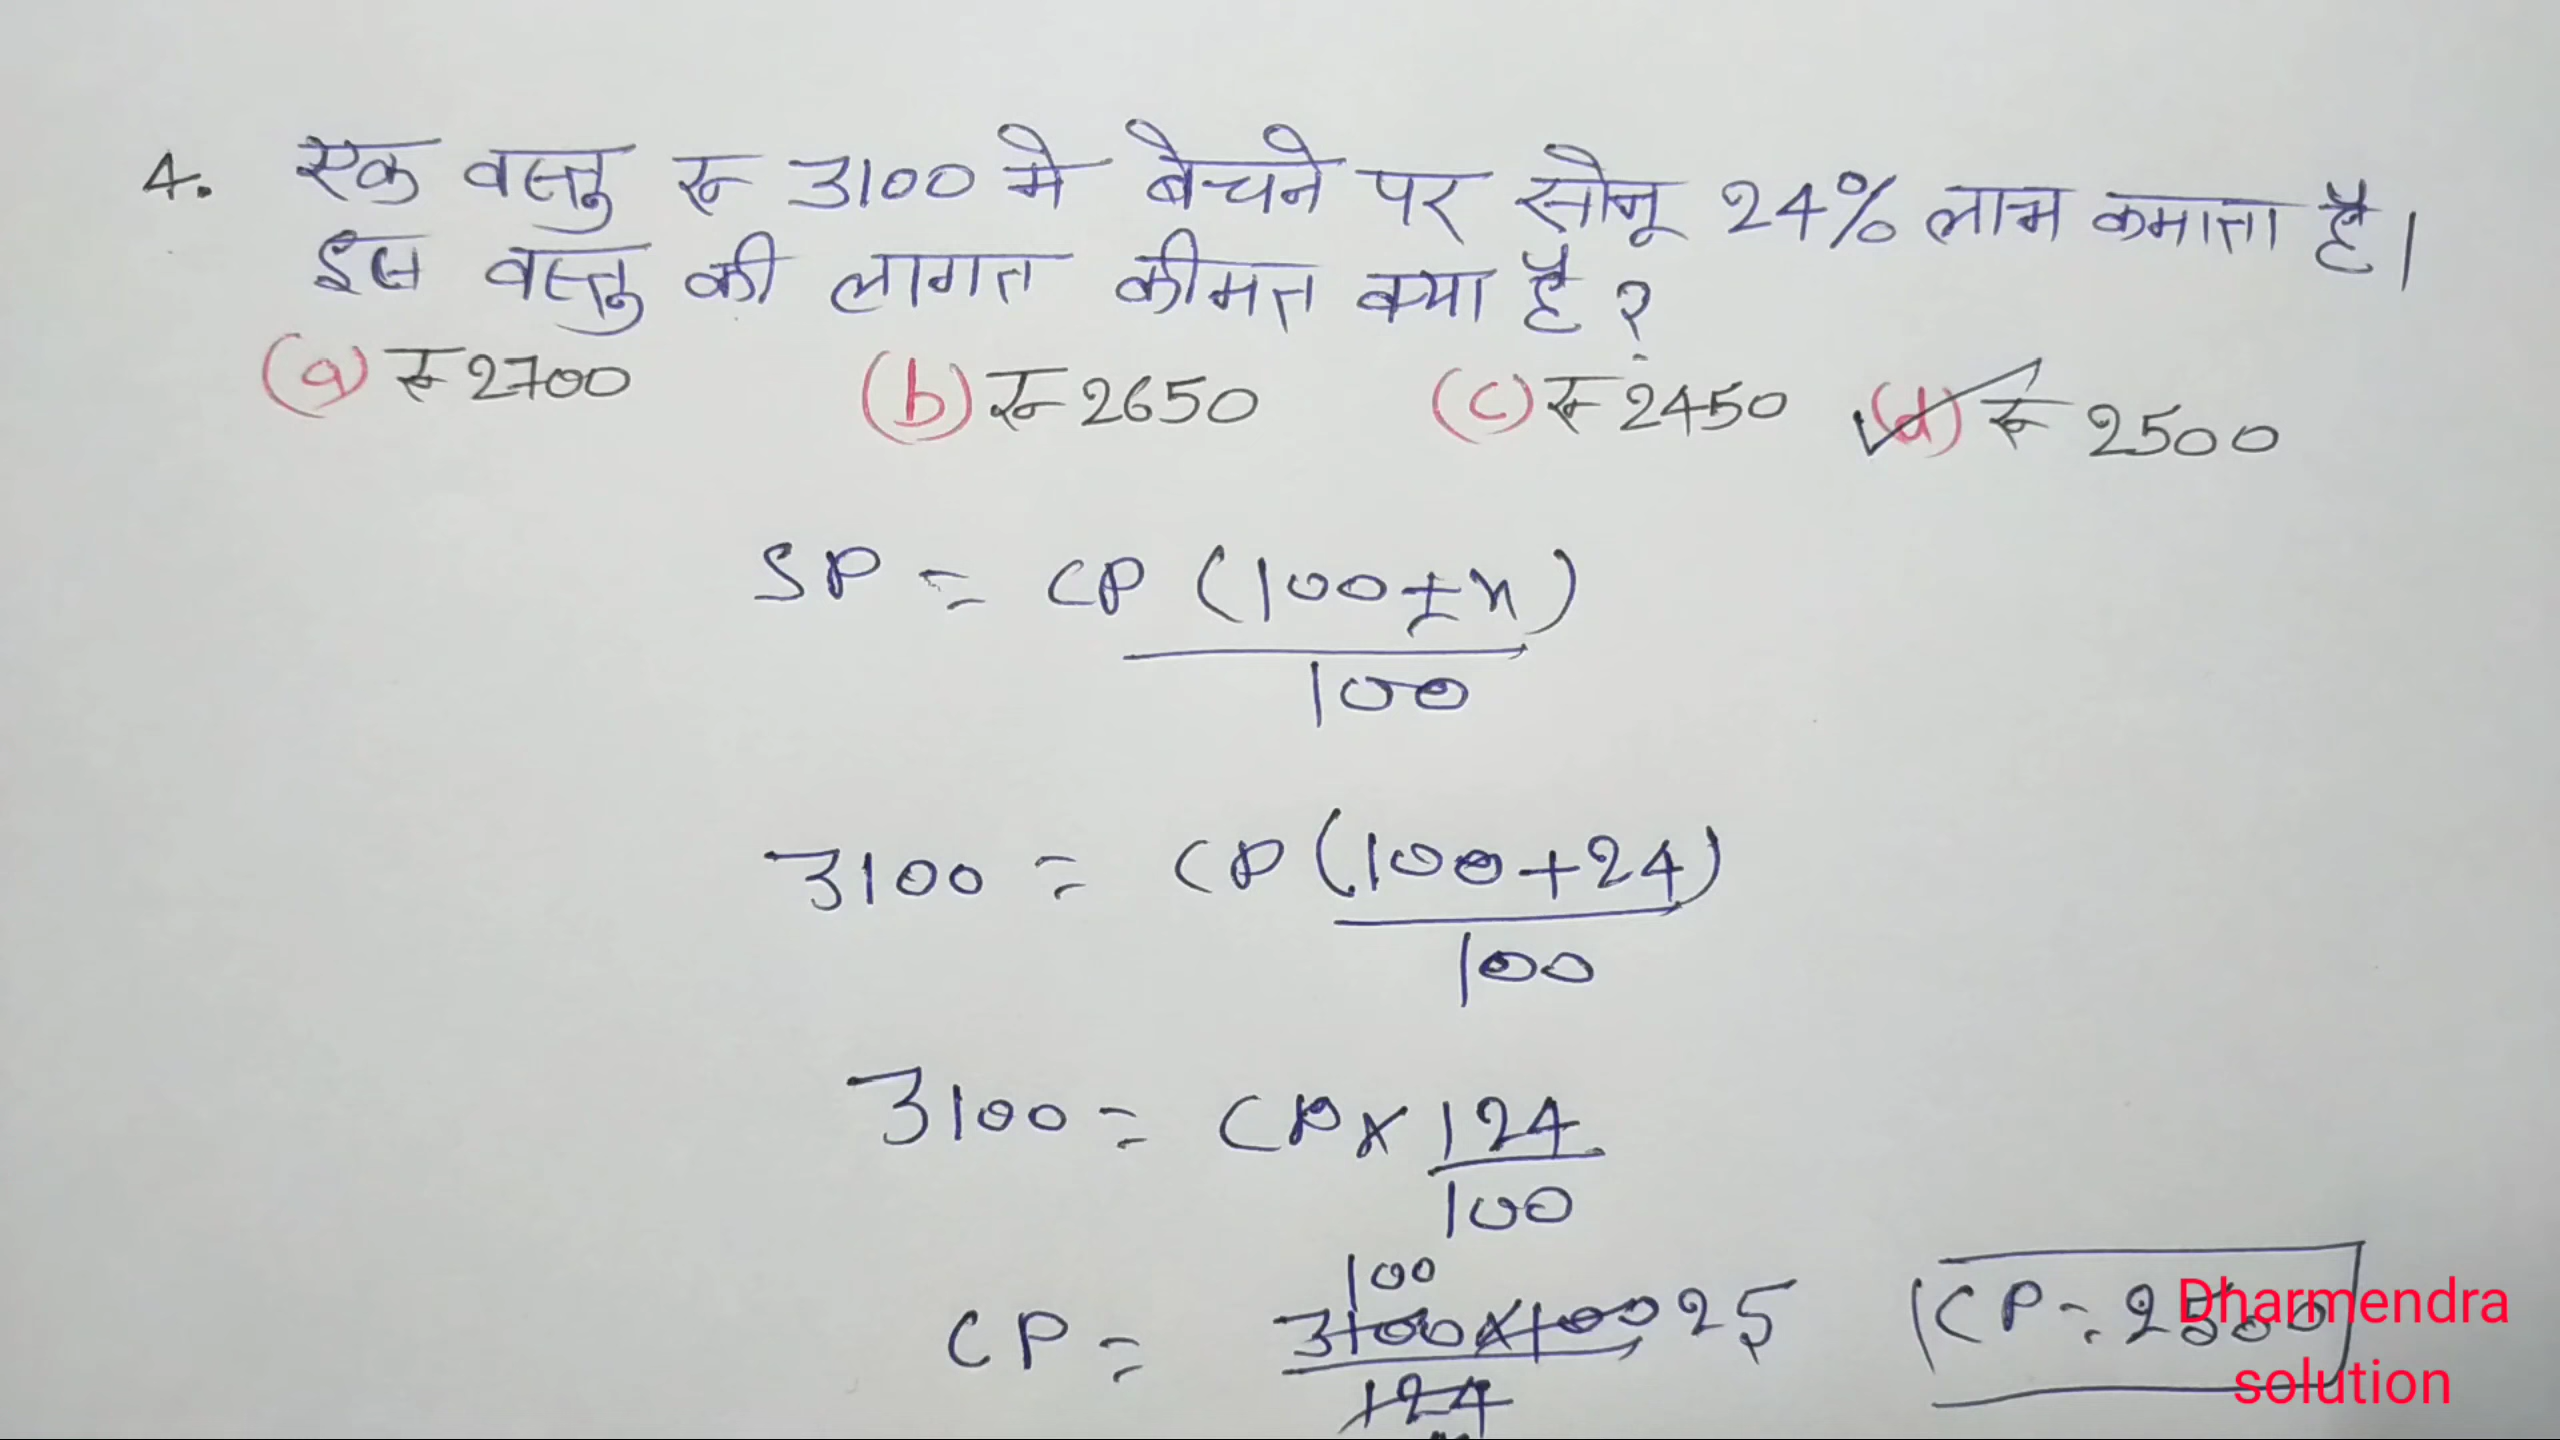 4. एक वस्तु रू 3100 मे बेचने पर सोनू 24% लाभ कमाता है।
इस वस्तु की लागत कीमत क्या है?
(a) रू 2700 (b) रू 2650 (c) रू 2450 (d) रू 2500
SP = CP (100±x)
100
3100 = CP (100+24)
100
3100 = CP × 124
100
100
CP = 3100×100 25 CP = 2500
124
Dharmendra
solution